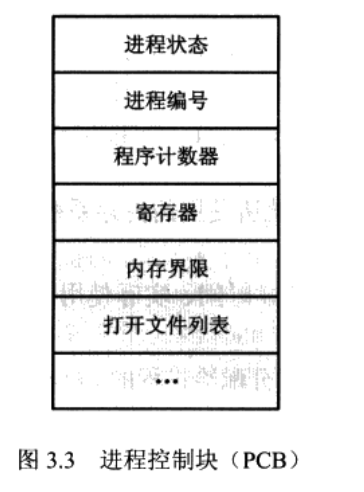 进程状态
进程编号
程序计数器
寄存器
内存界限
打开文件列表
...
图 3.3 进程控制块（PCB）